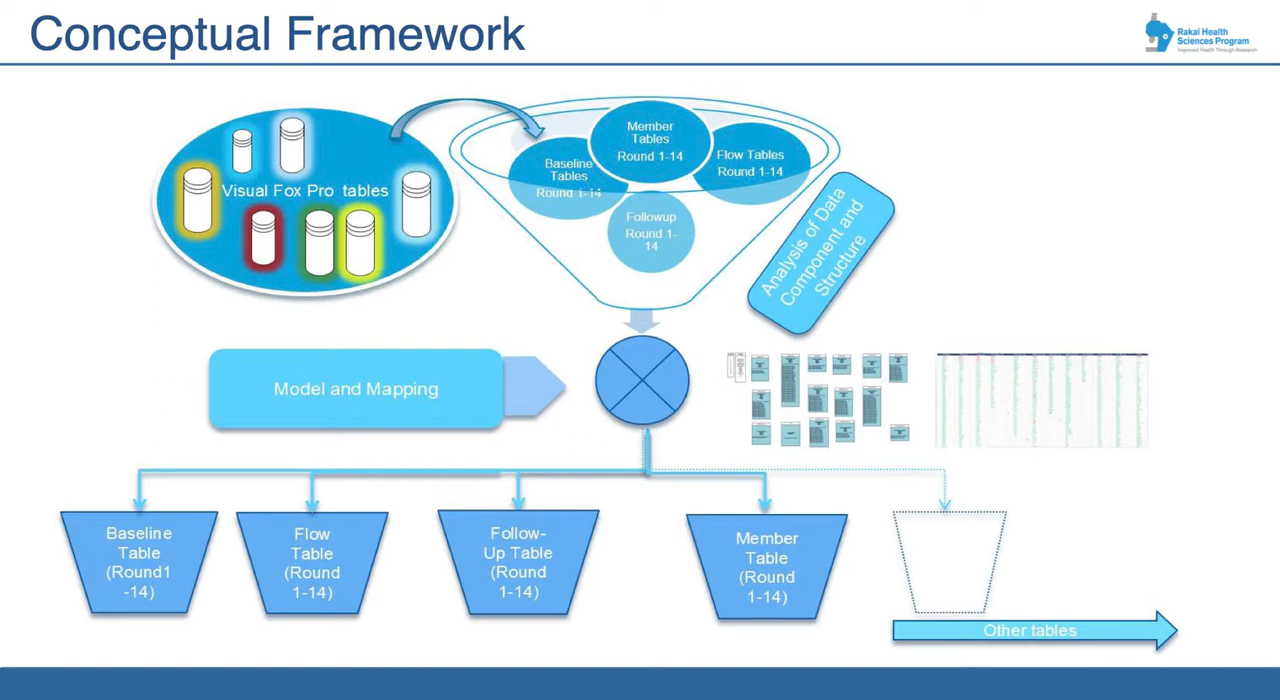 Conceptual Framework
Rakai Health
Sciences Program
Improved Health Through Research
Visual Fox Pro tables
Member
Tables
Round 1-14
Baseline
Tables
Round 1-14
Flow Tables
Round 1-14
Followup
Round 1-
14
Analysis of Data
Component and
Structure
Model and Mapping
Baseline
Table
(Round1
-14)
Flow
Table
(Round
1-14)
Follow-
Up Table
(Round
1-14)
Member
Table
(Round
1-14)
Other tables